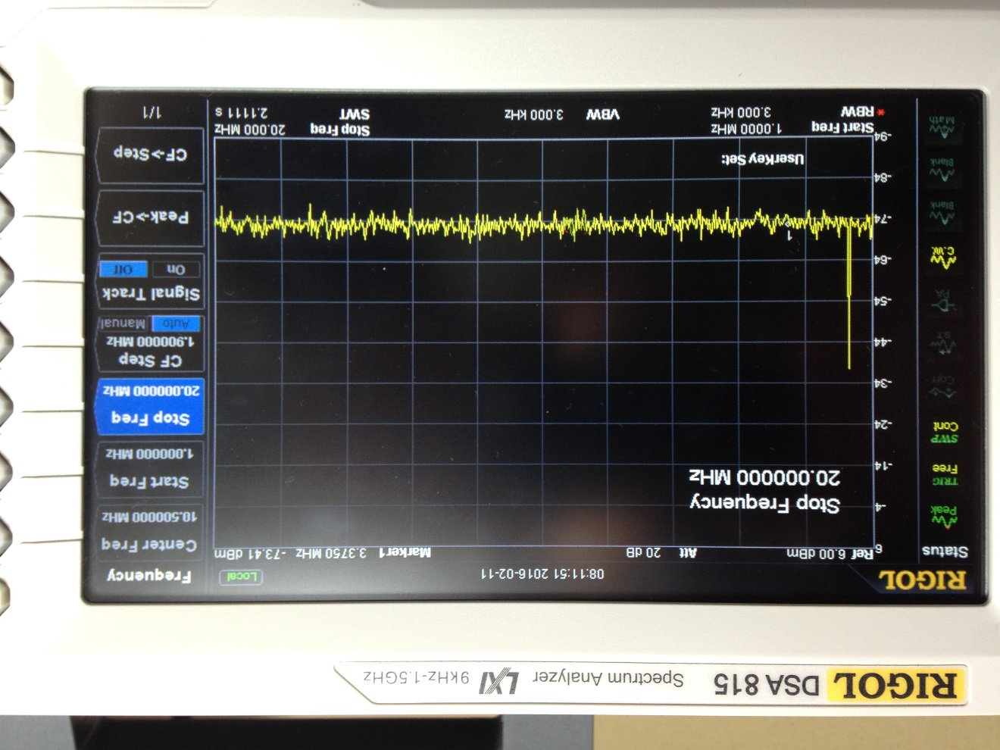 RIGOL DSA 815 Spectrum Analyzer LXI 9 kHz-1.5GHz
RIGOL 08:11:51 2016-02-11 Local
Status
Ref 6.00 dBm Att 20 dB Marker1 3.3750 MHz -73.41 dBm
Peak
TRIG
Free
SWP
Cont
Corr
S.T.
PA
C.W.
Blank
Blank
Math
6
-4
-14
-24
-34
-44
-54
-64
-74
-84
-94
Stop Frequency
20.000000 MHz
1
UserKey Set:
Start Freq 1.0000 MHz Stop Freq 20.000 MHz
*RBW 3.000 kHz VBW 3.000 kHz SWT 2.1111 s
Frequency
Center Freq
10.500000 MHz
Start Freq
1.000000 MHz
Stop Freq
20.000000 MHz
CF Step
1.900000 MHz
Auto Manual
Signal Track
On Off
Peak->CF
CF->Step
1/1